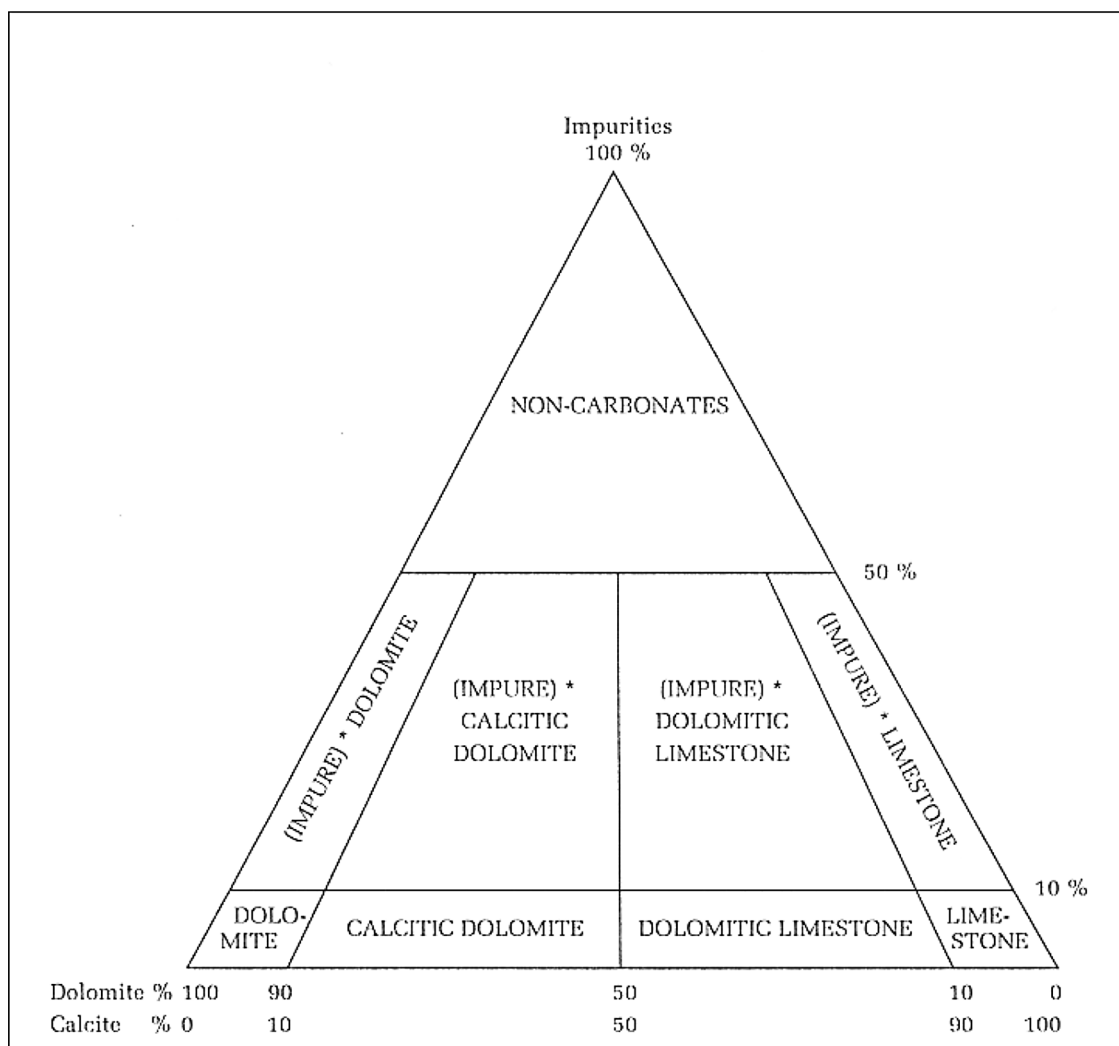 Impurities
100 %
NON-CARBONATES
50 %
(IMPURE) * DOLOMITE
(IMPURE) *
CALCITIC
DOLOMITE
(IMPURE) *
DOLOMITIC
LIMESTONE
(IMPURE) * LIMESTONE
10 %
DOLO-
MITE
CALCITIC DOLOMITE
DOLOMITIC LIMESTONE
LIME-
STONE
Dolomite % 100 90 50 10 0
Calcite % 0 10 50 90 100